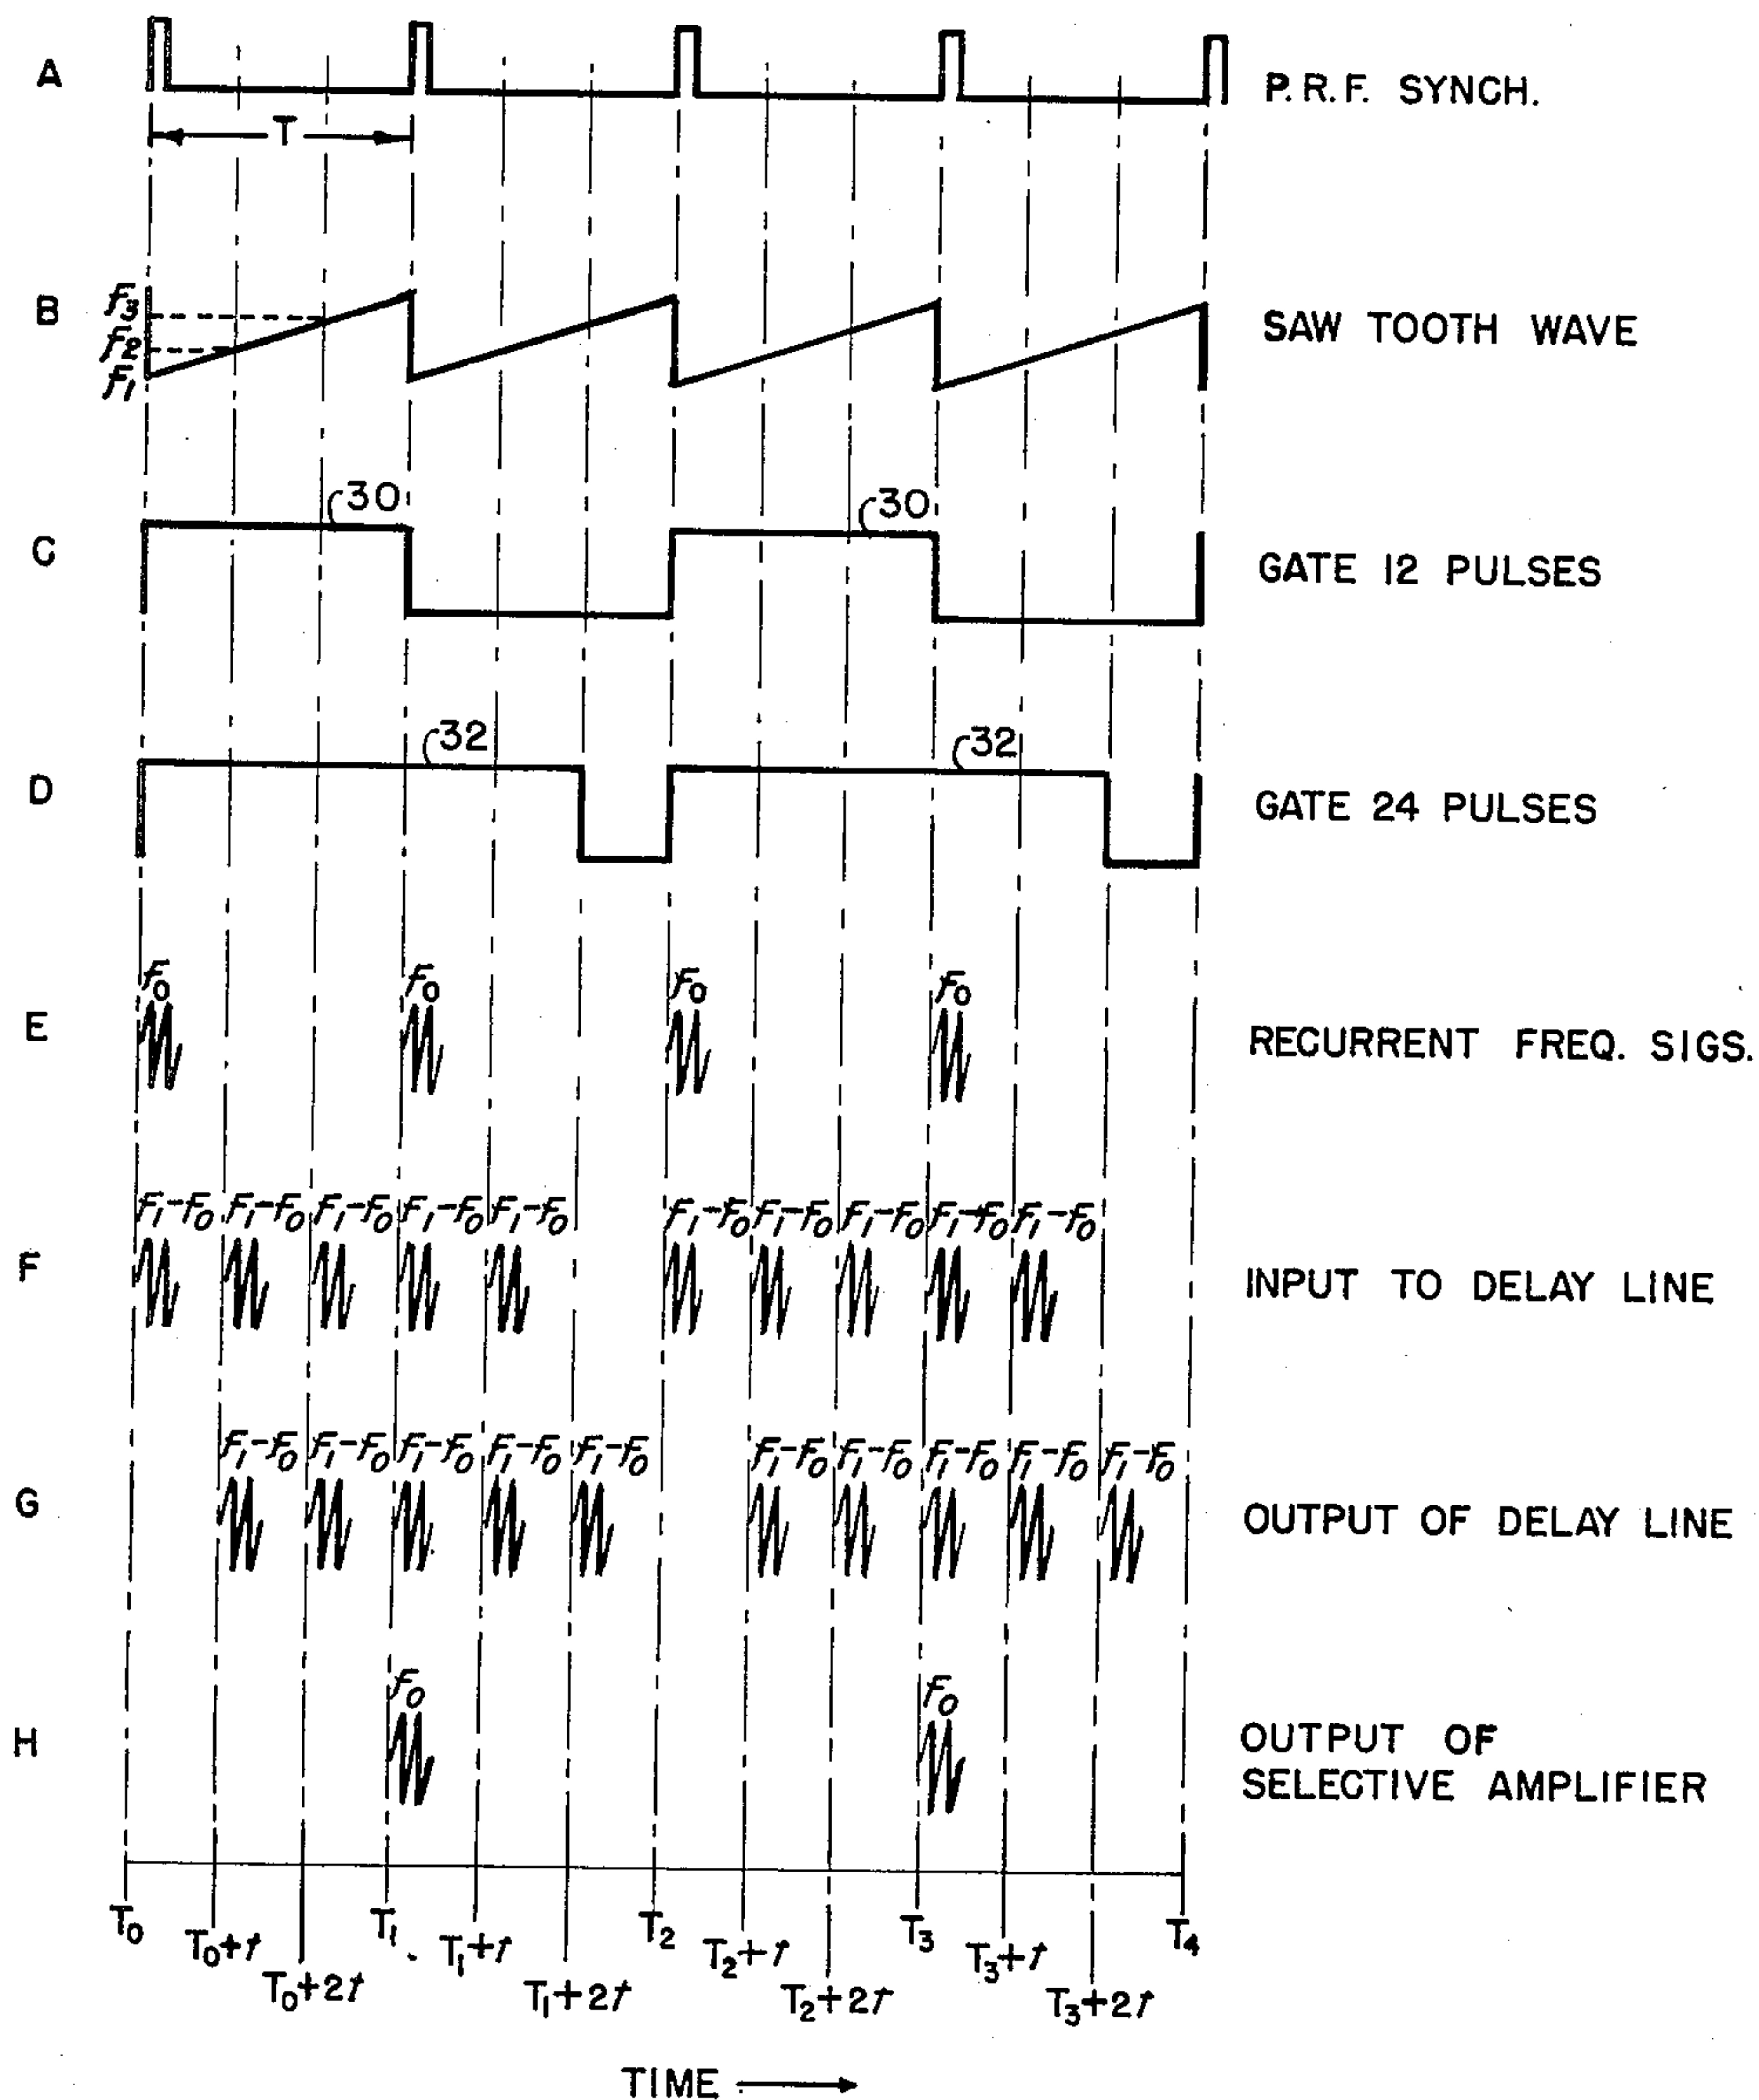 A
P.R.F. SYNCH.
T
B
f3
f2
f1
SAW TOOTH WAVE
C
30
30
GATE 12 PULSES
D
32
32
GATE 24 PULSES
E
f0
f0
f0
f0
RECURRENT FREQ. SIGS.
F
f1-f0
f1-f0
f1-f0
f1-f0
f1-f0
f1-f0
f1-f0
f1-f0
f1-f0
f1-f0
INPUT TO DELAY LINE
G
f1-f0
f1-f0
f1-f0
f1-f0
f1-f0
f1-f0
f1-f0
f1-f0
f1-f0
f1-f0
OUTPUT OF DELAY LINE
H
f0
f0
OUTPUT OF
SELECTIVE AMPLIFIER
T0
T0+t
T0+2t
T1
T1+t
T1+2t
T2
T2+t
T2+2t
T3
T3+t
T3+2t
T4
TIME